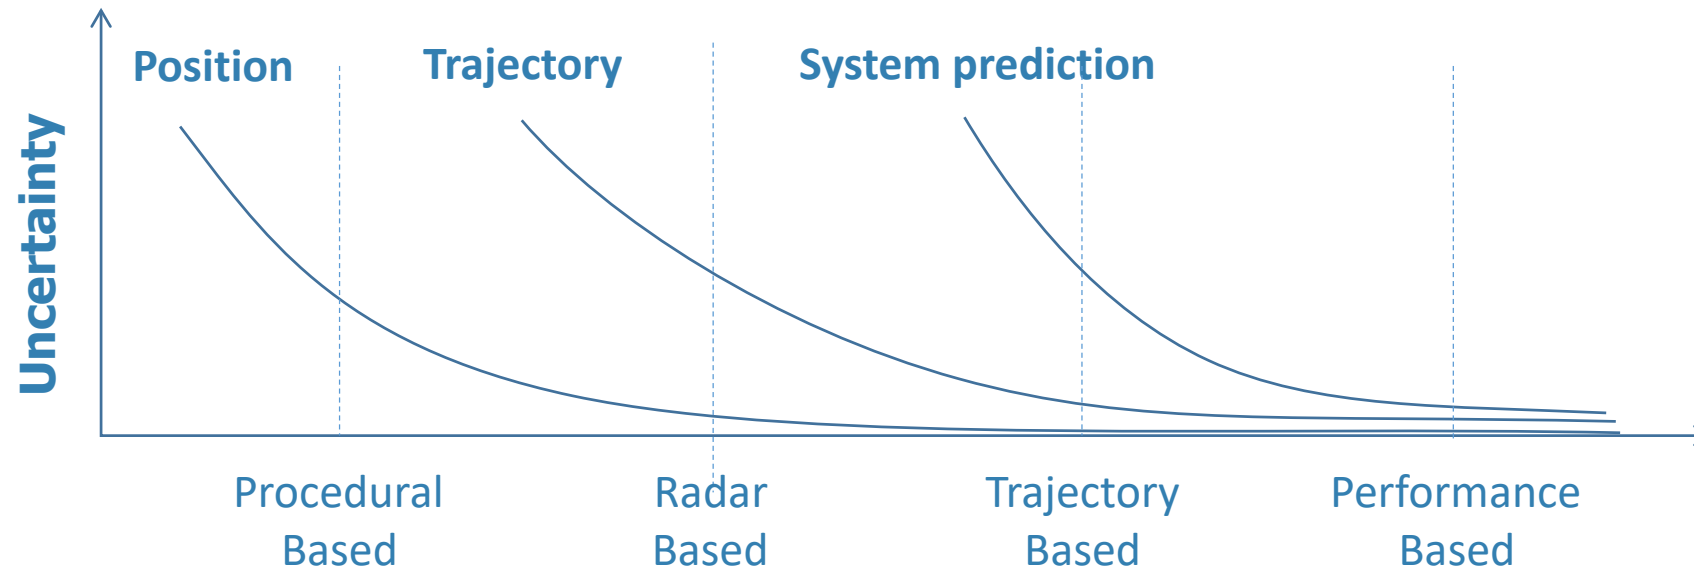 Position
Trajectory
System prediction
Uncertainty
Procedural
Based
Radar
Based
Trajectory
Based
Performance
Based